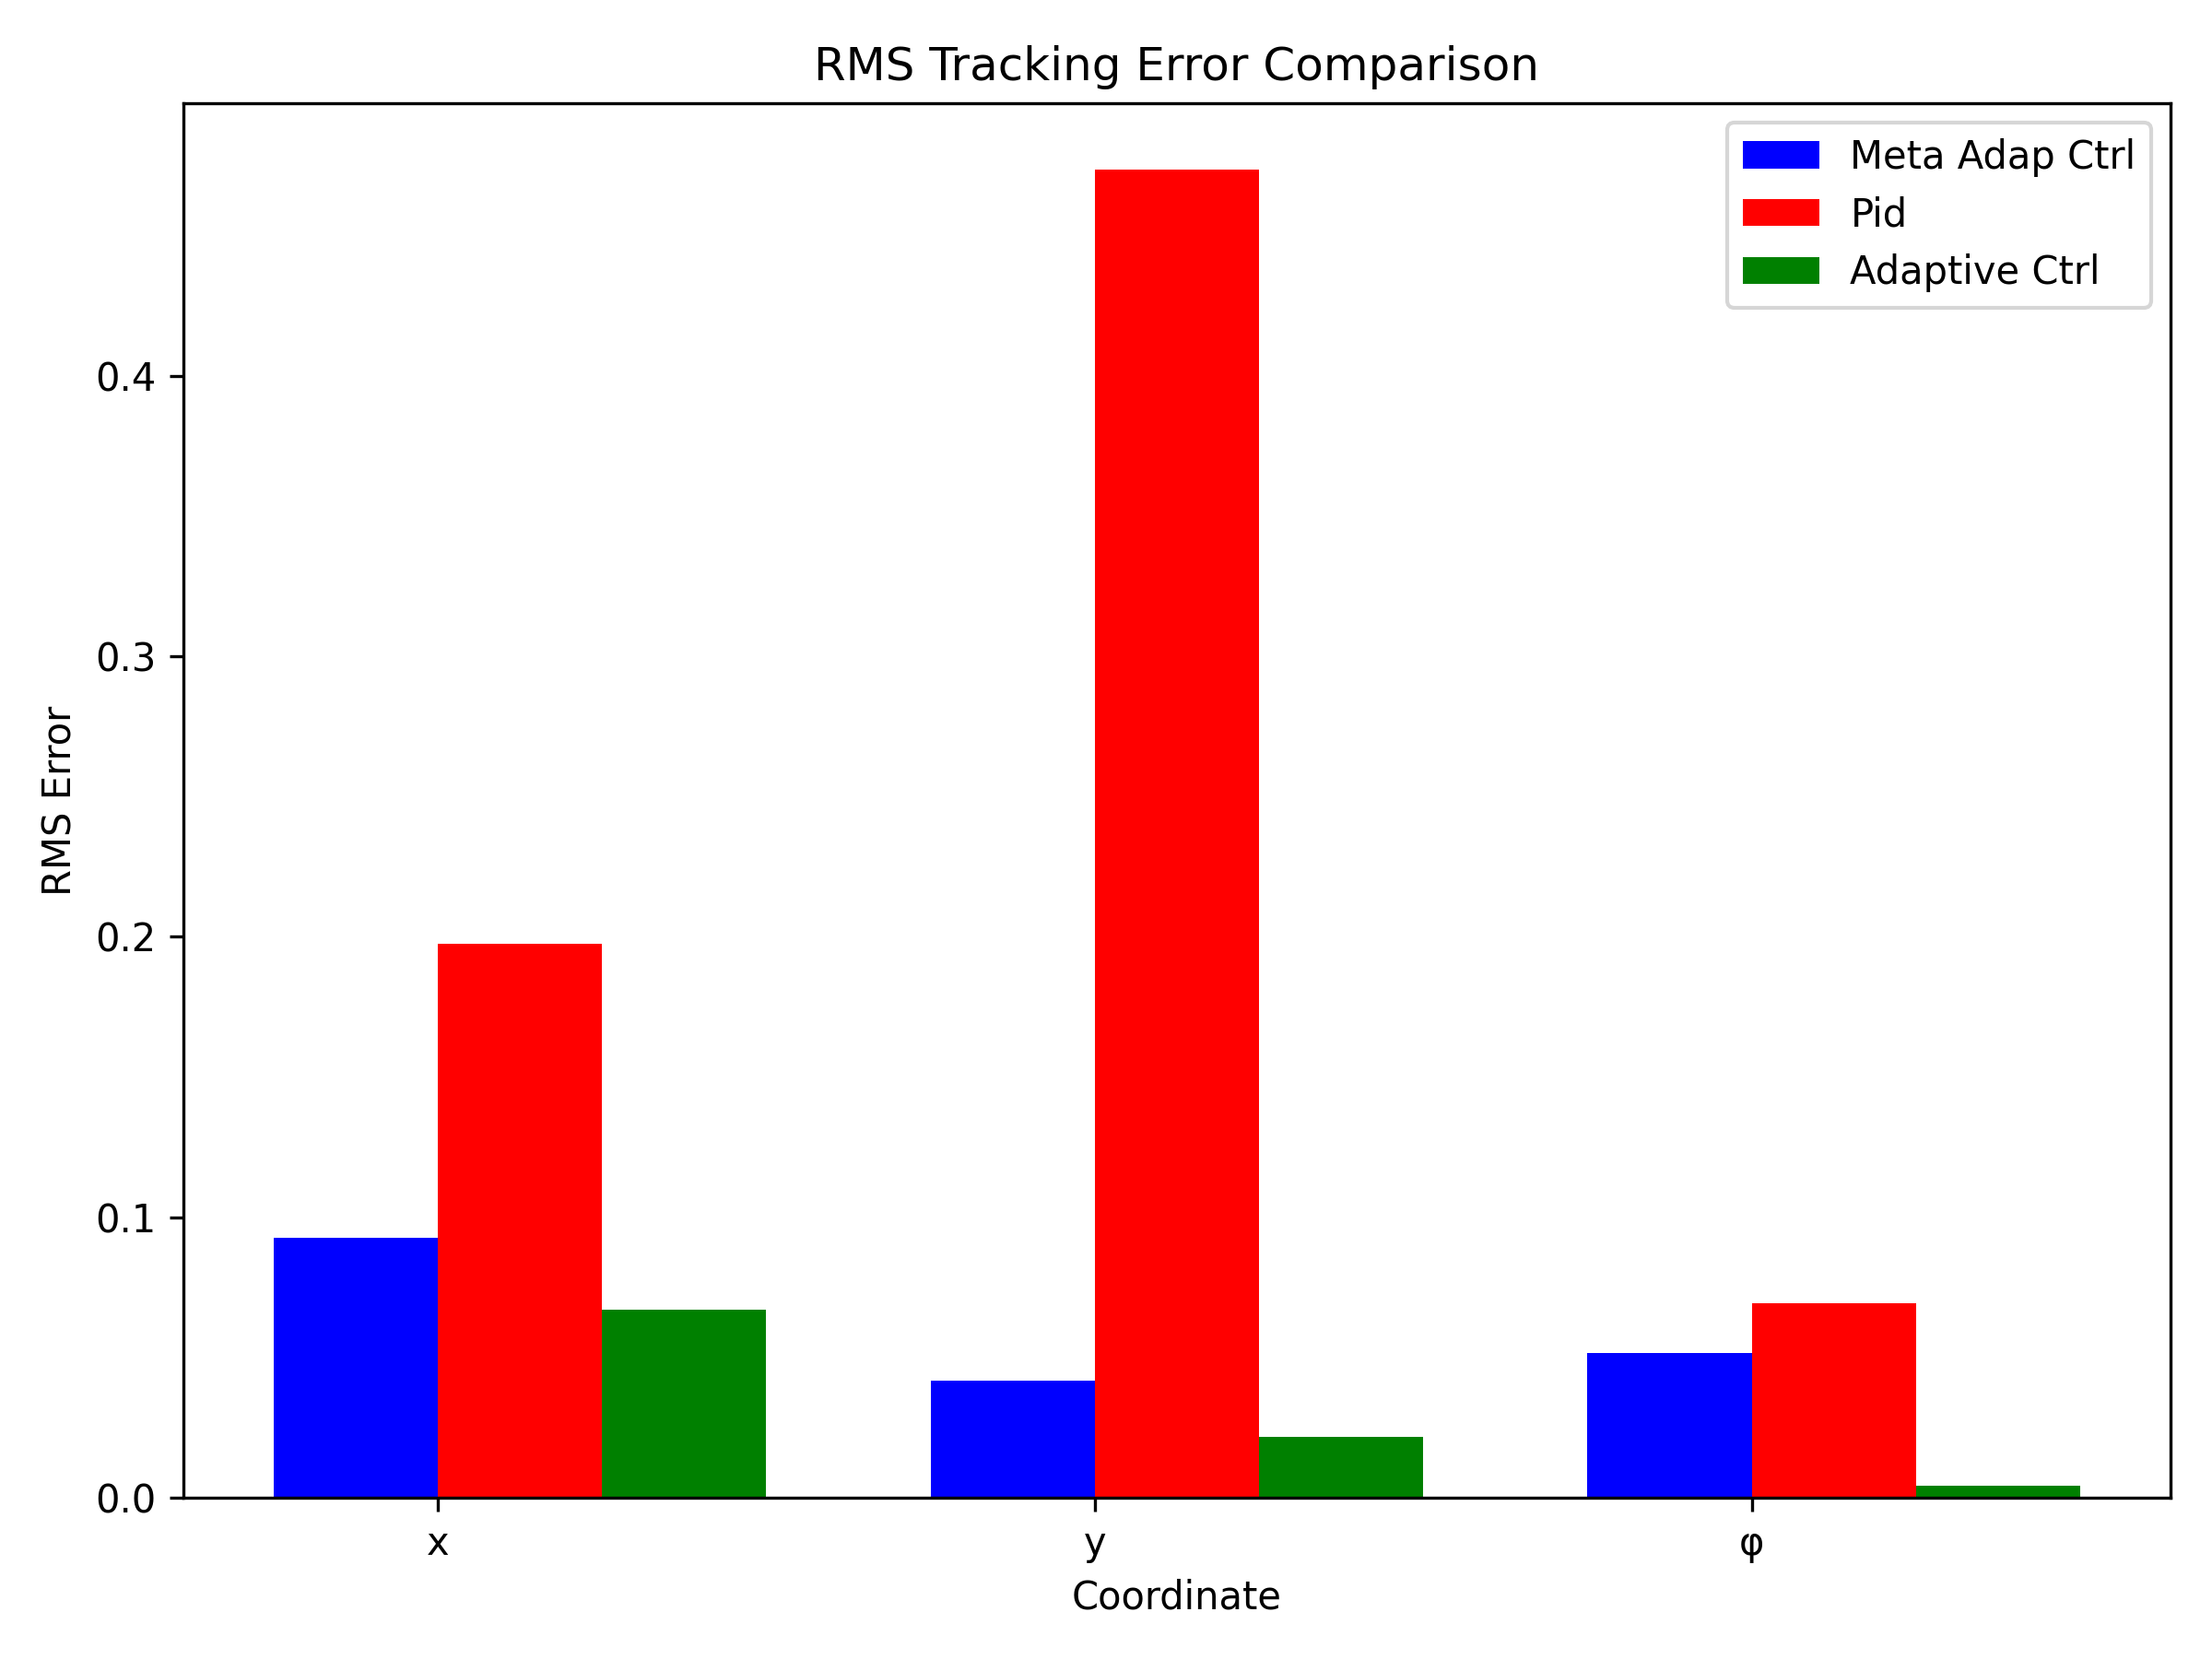 RMS Tracking Error Comparison
Meta Adap Ctrl
Pid
Adaptive Ctrl
RMS Error
0.4
0.3
0.2
0.1
0.0
x
y
φ
Coordinate